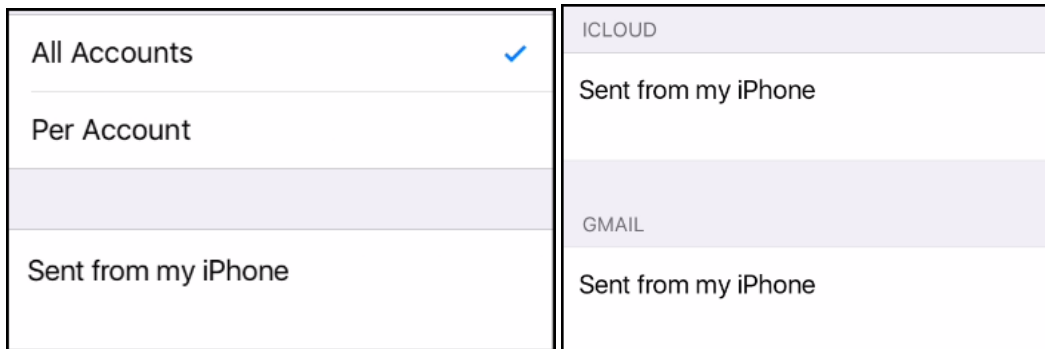 All Accounts
Per Account
Sent from my iPhone
ICLOUD
Sent from my iPhone
GMAIL
Sent from my iPhone